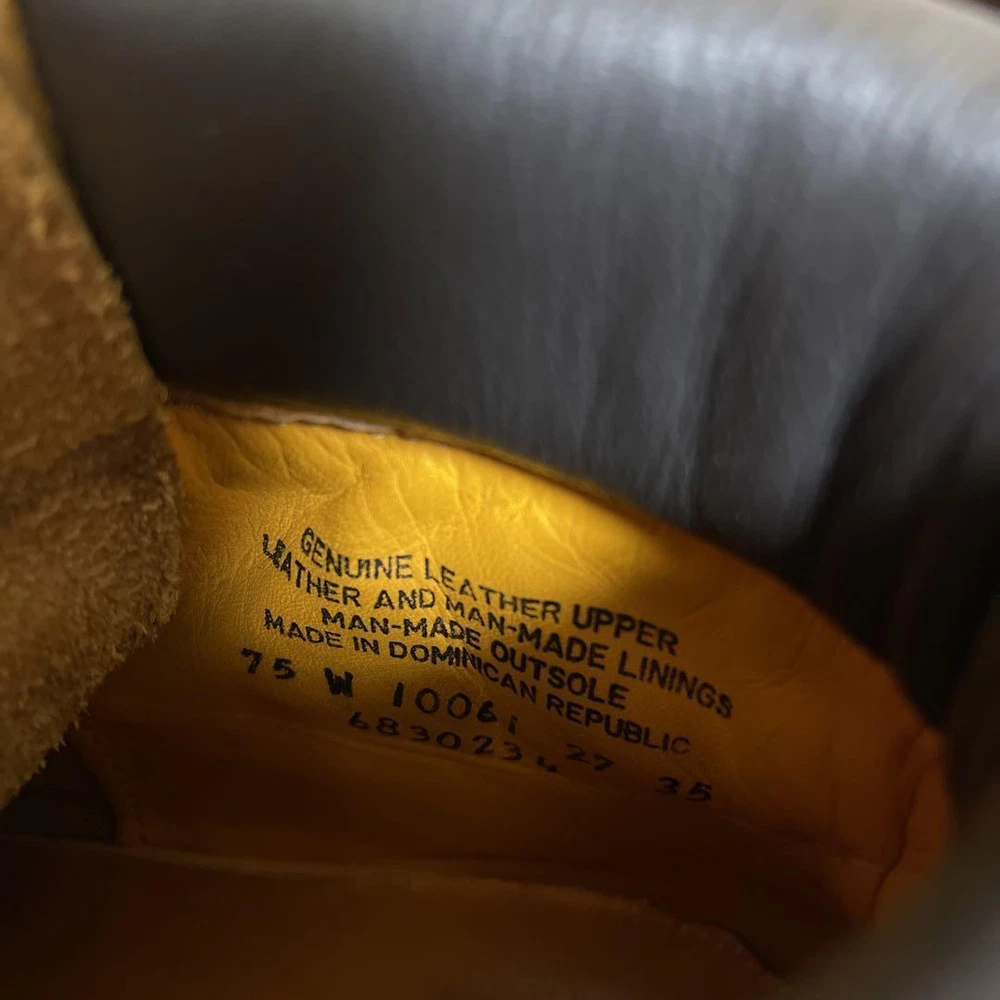 GENUINE LEATHER UPPER
LEATHER AND MAN-MADE LININGS
MAN-MADE OUTSOLE
MADE IN DOMINICAN REPUBLIC
75 W 10061 27 35
6830234